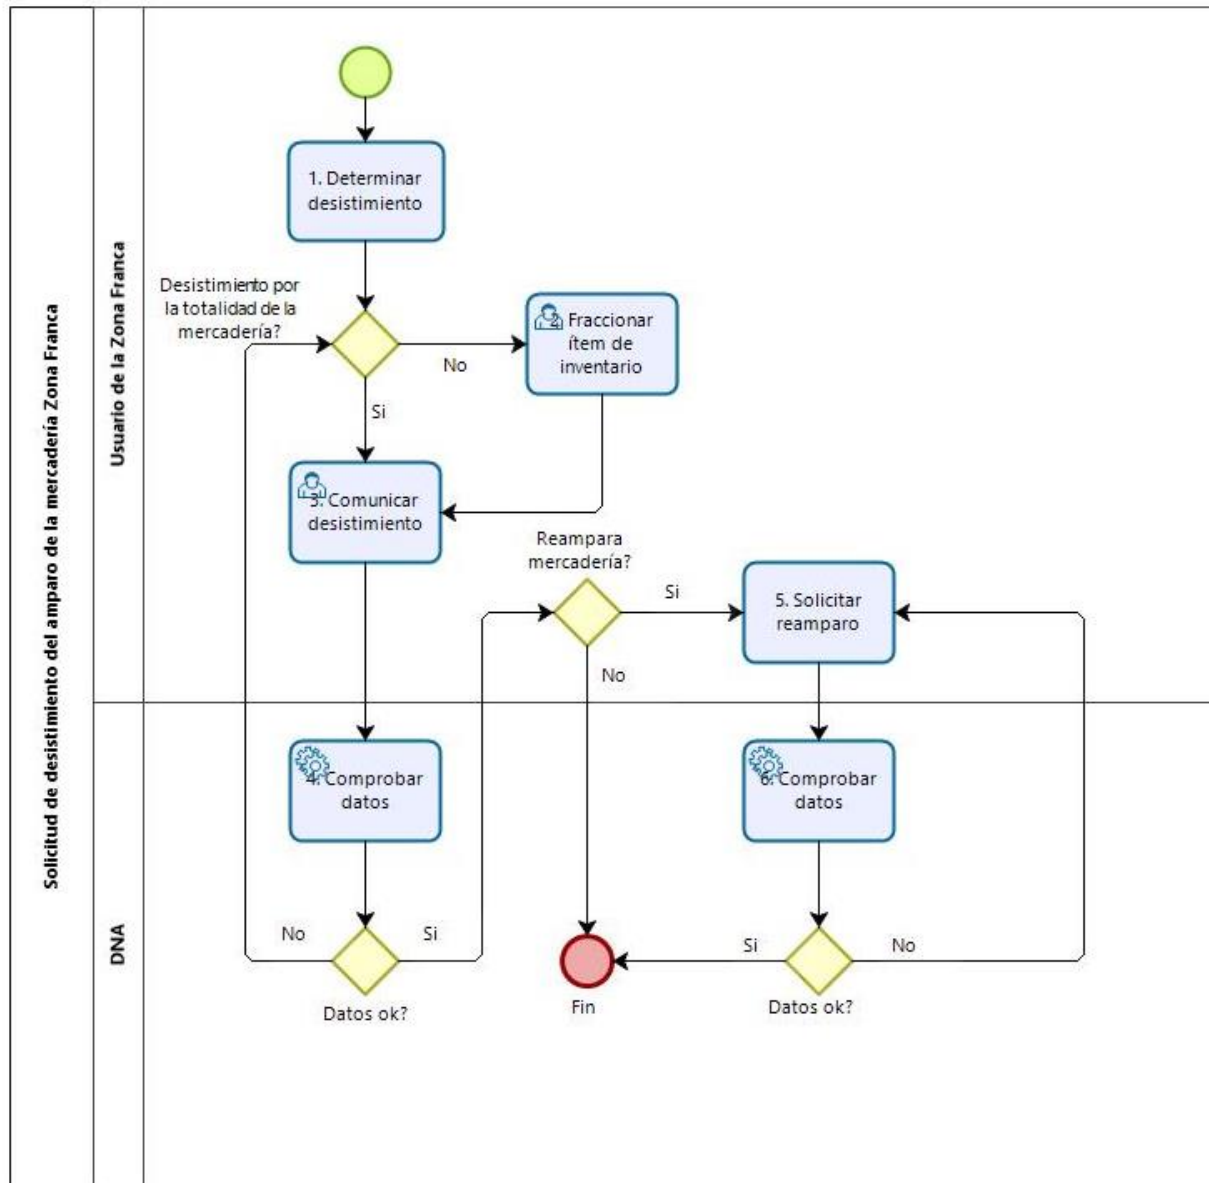 Solicitud de desistimiento del amparo de la mercadería Zona Franca
Usuario de la Zona Franca
1. Determinar
desistimiento
Desistimiento por
la totalidad de la
mercadería?
2. Fraccionar
ítem de
inventario
No
Si
3. Comunicar
desistimiento
Reampara
mercadería?
Si
5. Solicitar
reamparo
No
DNA
4. Comprobar
datos
6. Comprobar
datos
No
Si
Si
No
Datos ok?
Fin
Datos ok?